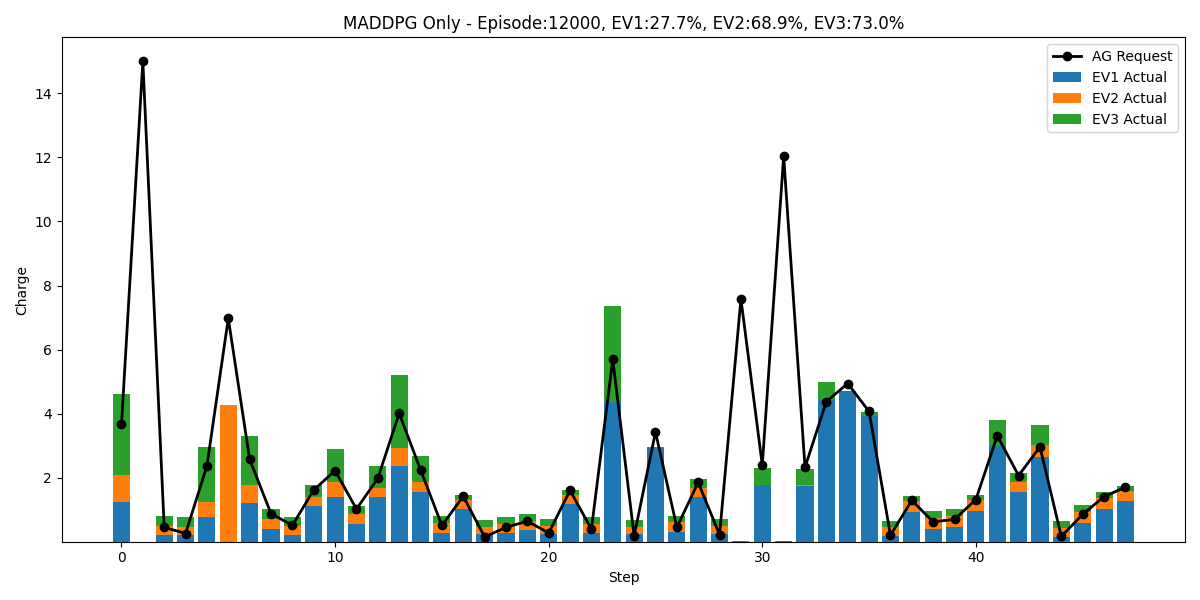 MADDPG Only - Episode:12000, EV1:27.7%, EV2:68.9%, EV3:73.0%
AG Request
EV1 Actual
EV2 Actual
EV3 Actual
Charge
14
12
10
8
6
4
2
0
10
20
30
40
Step